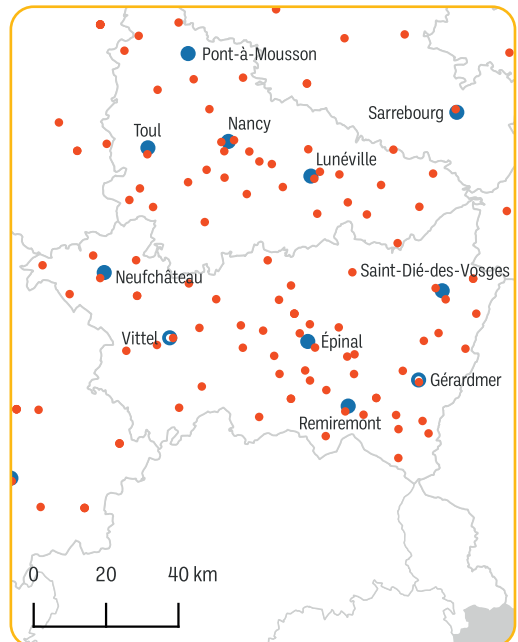 Pont-à-Mousson
Sarrebourg
Nancy
Toul
Lunéville
Saint-Dié-des-Vosges
Neufchâteau
Vittel
Épinal
Gérardmer
Remiremont
0 20 40 km